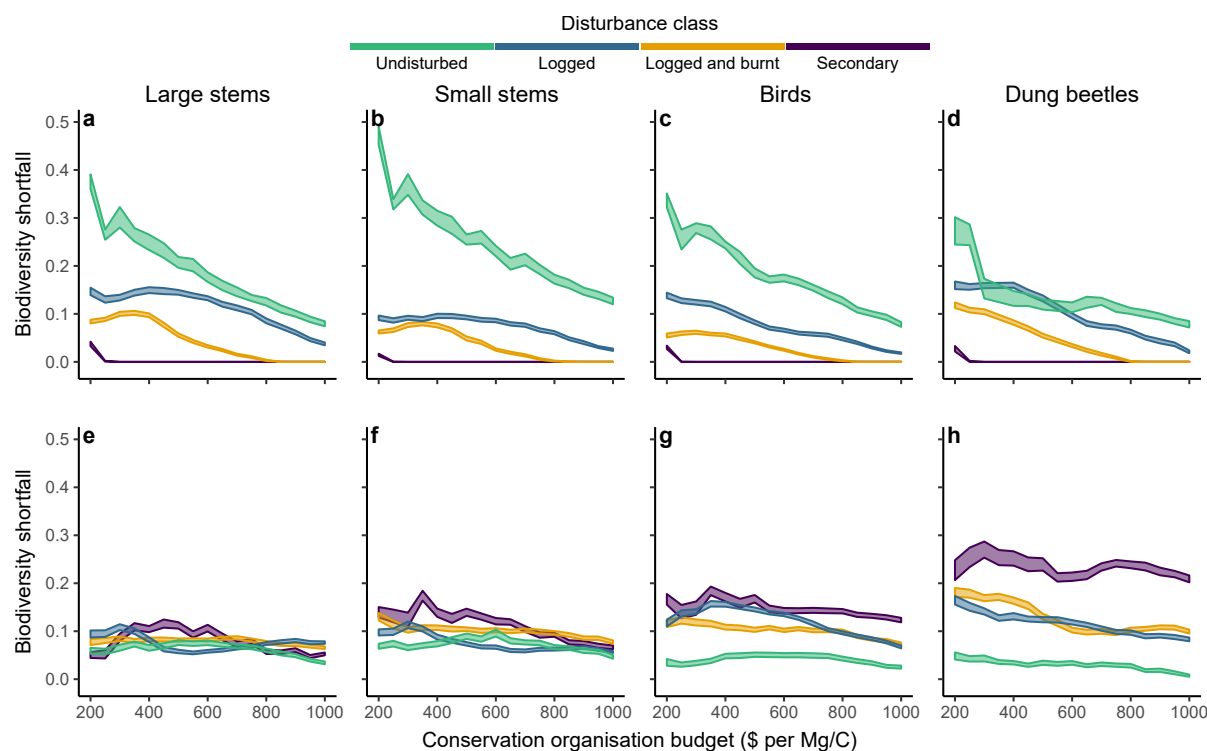 Disturbance class
Undisturbed Logged Logged and burnt Secondary
Large stems Small stems Birds Dung beetles
a b c d
Biodiversity shortfall
0.5
0.4
0.3
0.2
0.1
0.0
e f g h
Biodiversity shortfall
0.5
0.4
0.3
0.2
0.1
0.0
200 400 600 800 1000 200 400 600 800 1000 200 400 600 800 1000 200 400 600 800 1000
Conservation organisation budget ($ per Mg/C)